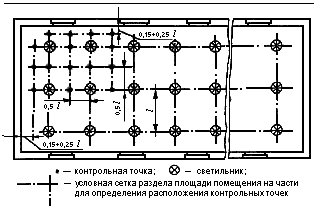 0,15÷0,25 l
0,5 l
0,5 l
l
0,15÷0,25 l
– контрольная точка; – светильник;
– условная сетка раздела площади помещения на части
для определения расположения контрольных точек